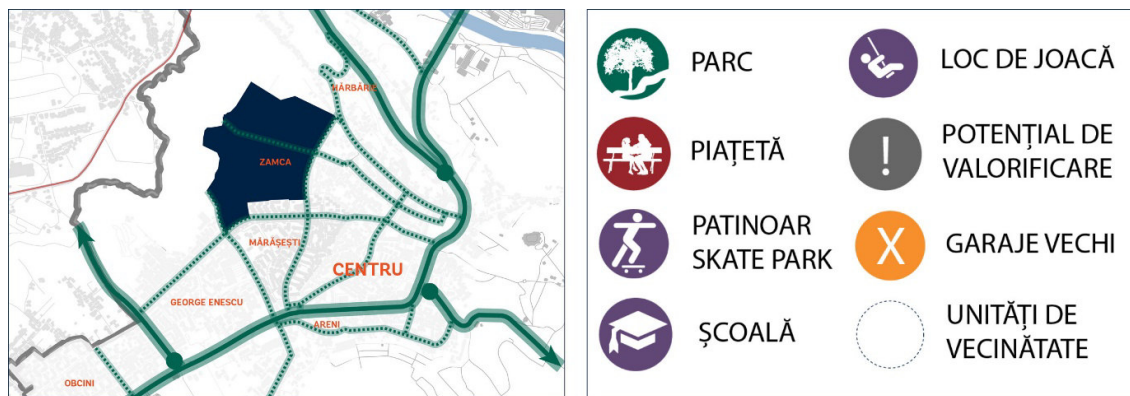 MĂRBĂRIE
ZAMCA
MĂRĂȘEȘTI
CENTRU
GEORGE ENESCU
ARENI
OBCINI
PARC
PIAȚETĂ
PATINOAR
SKATE PARK
ȘCOALĂ
LOC DE JOACĂ
!
POTENȚIAL DE
VALORIFICARE
X
GARAJE VECHI
UNITĂȚI DE
VECINĂTATE